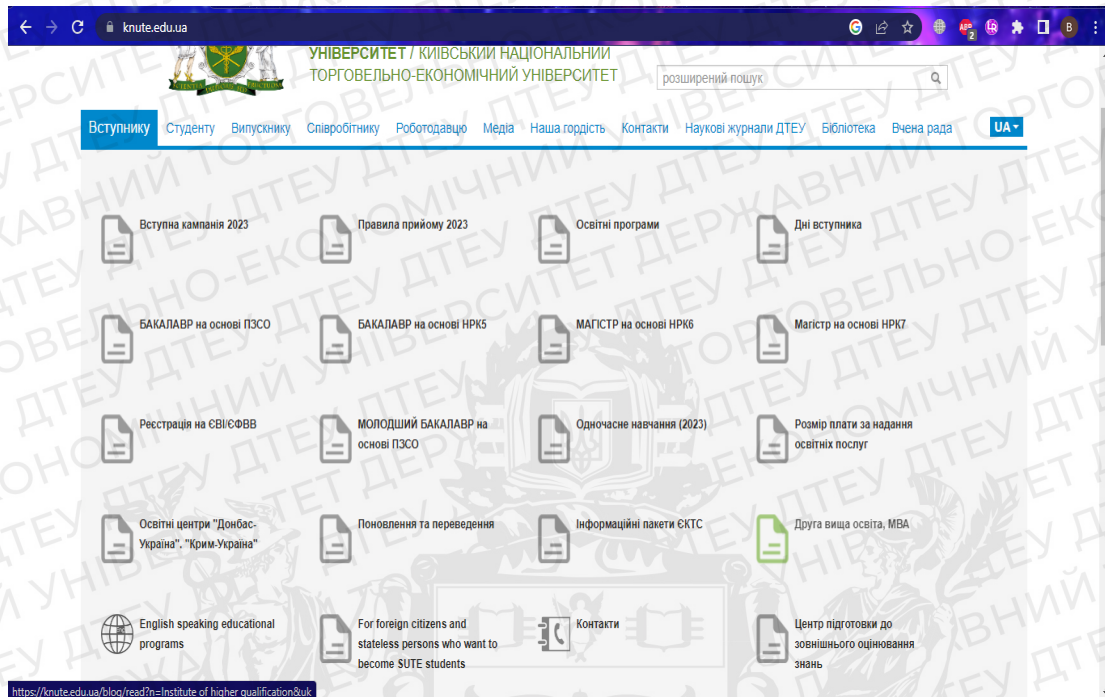 knute.edu.ua
УНІВЕРСИТЕТ / КИЇВСЬКИЙ НАЦІОНАЛЬНИЙ
ТОРГОВЕЛЬНО-ЕКОНОМІЧНИЙ УНІВЕРСИТЕТ
розширений пошук
Вступнику Студенту Випускнику Співробітнику Роботодавцю Медіа Наша гордість Контакти Наукові журнали ДТЕУ Бібліотека Вчена рада UA
Вступна кампанія 2023
Правила прийому 2023
Освітні програми
Дні вступника
БАКАЛАВР на основі ПЗСО
БАКАЛАВР на основі НРК5
МАГІСТР на основі НРК6
Магістр на основі НРК7
Реєстрація на ЄВІ/ЄФВВ
МОЛОДШИЙ БАКАЛАВР на
основі ПЗСО
Одночасне навчання (2023)
Розмір плати за надання
освітніх послуг
Освітні центри "Донбас-
Україна". "Крим-Україна"
Поновлення та переведення
Інформаційні пакети ЄКТС
Друга вища освіта, МВА
English speaking educational
programs
For foreign citizens and
stateless persons who want to
become SUTE students
Контакти
Центр підготовки до
зовнішнього оцінювання
знань
https://knute.edu.ua/blog/read?n=Institute of higher qualification&uk